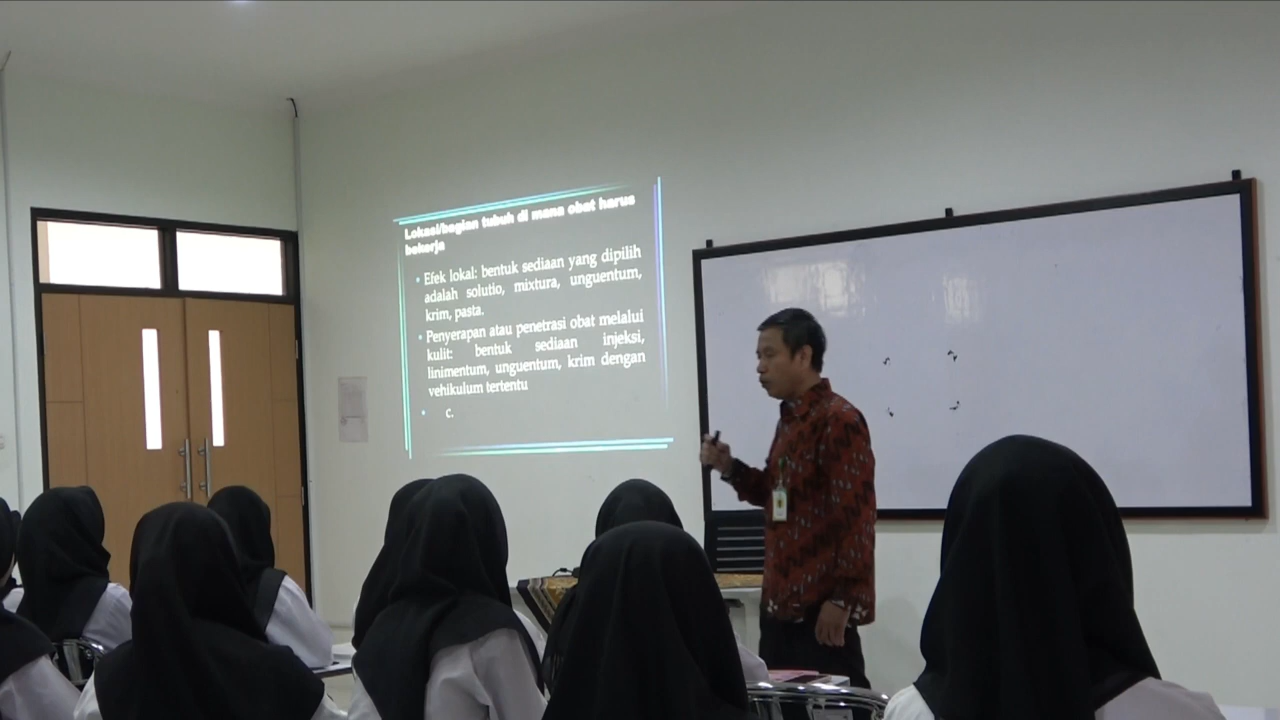 Lokasi/bagian tubuh di mana obat harus
bekerja
• Efek lokal: bentuk sediaan yang dipilih
adalah solutio, mixtura, unguentum,
krim, pasta.
• Penyerapan atau penetrasi obat melalui
kulit: bentuk sediaan injeksi,
linimentum, unguentum, krim dengan
vehikulum tertentu
• c.